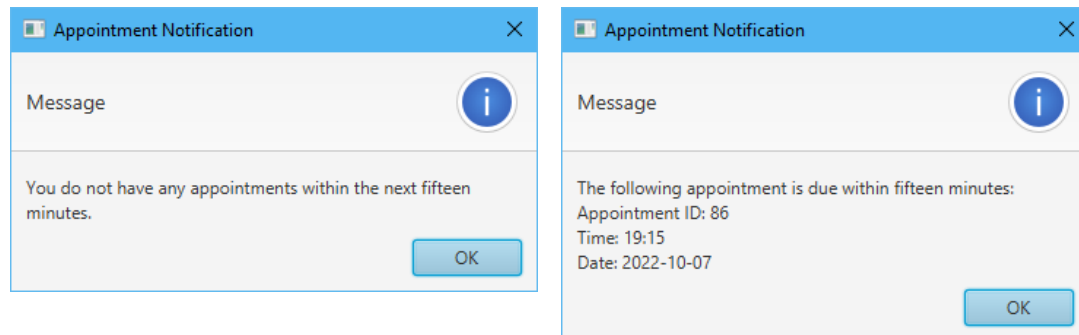 Appointment Notification
Message
You do not have any appointments within the next fifteen
minutes.
OK
Appointment Notification
Message
The following appointment is due within fifteen minutes:
Appointment ID: 86
Time: 19:15
Date: 2022-10-07
OK